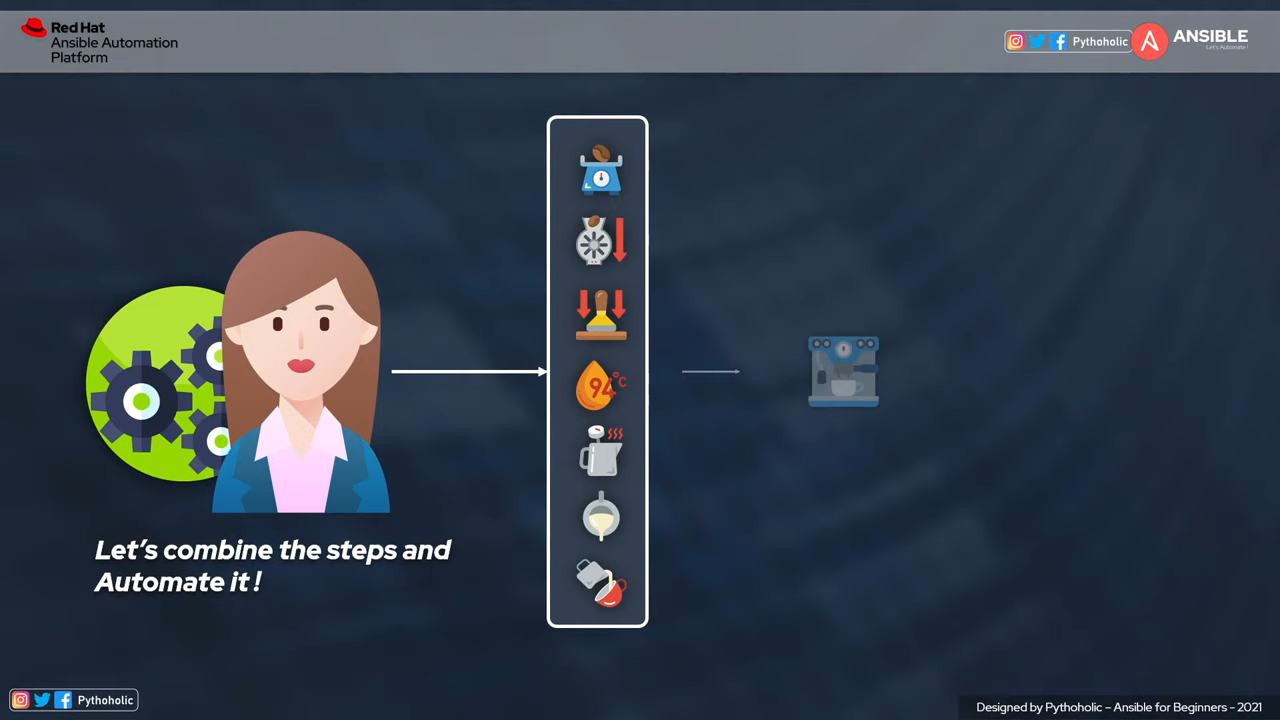 Red Hat
Ansible Automation
Platform
Pythoholic
ANSIBLE
Let's Automate !
94°C
Let's combine the steps and
Automate it !
Pythoholic
Designed by Pythoholic – Ansible for Beginners - 2021